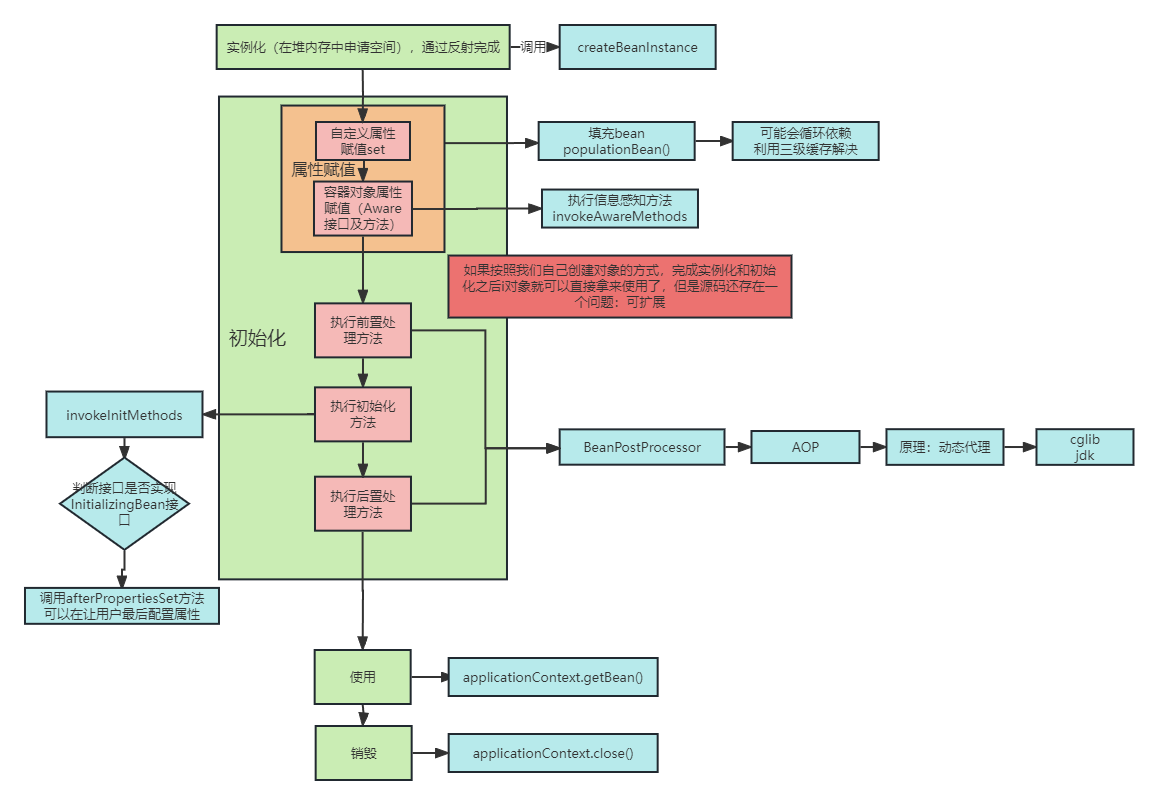 实例化（在堆内存中申请空间），通过反射完成
调用
createBeanInstance
自定义属性
赋值set
属性赋值
容器对象属性
赋值（Aware
接口及方法）
填充bean
populationBean()
可能会循环依赖
利用三级缓存解决
执行信息感知方法
invokeAwareMethods
如果按照我们自己创建对象的方式，完成实例化和初始
化之后i对象就可以直接拿来使用了，但是源码还存在一
个问题：可扩展
初始化
执行前置处
理方法
执行初始化
方法
执行后置处
理方法
invokeInitMethods
判断接口是否实现
InitializingBean接
口
调用afterPropertiesSet方法
可以在让用户最后配置属性
BeanPostProcessor
AOP
原理：动态代理
cglib
jdk
使用
applicationContext.getBean()
销毁
applicationContext.close()